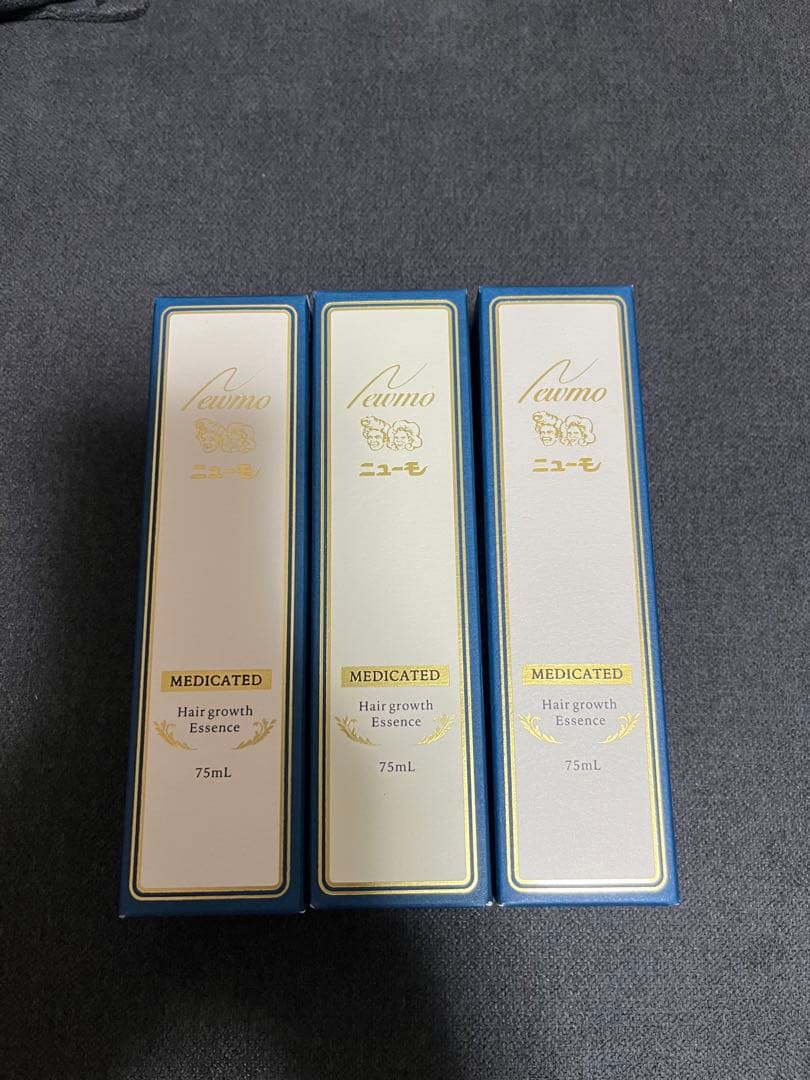 Newmo
ニューモ
MEDICATED
Hair growth
Essence
75mL
Newmo
ニューモ
MEDICATED
Hair growth
Essence
75mL
Newmo
ニューモ
MEDICATED
Hair growth
Essence
75mL